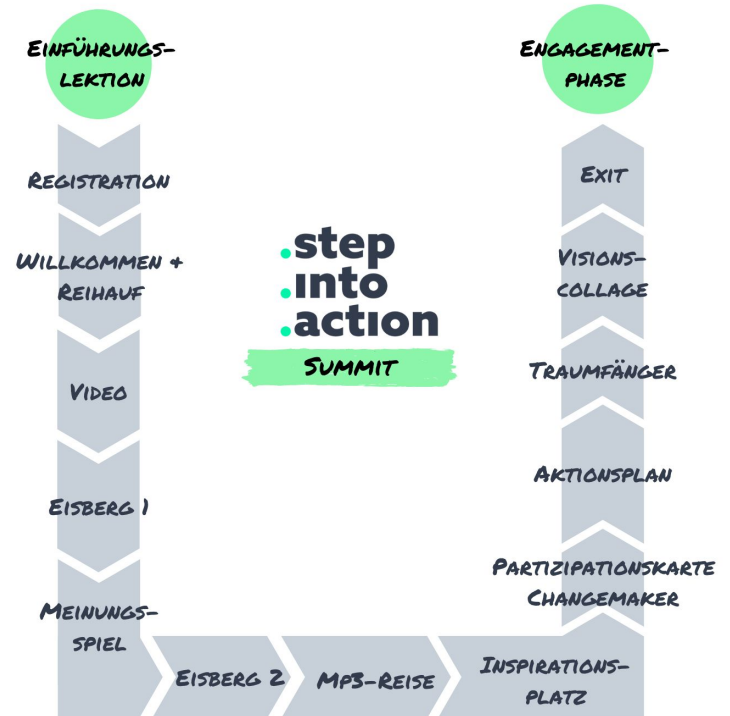 EINFÜHRUNGS-
LEKTION
REGISTRATION
WILLKOMMEN +
REIHAUF
VIDEO
EISBERG 1
MEINUNGS-
SPIEL
EISBERG 2
MP3-REISE
INSPIRATIONS-
PLATZ
PARTIZIPATIONSKARTE
CHANGEMAKER
AKTIONSPLAN
TRAUMFÄNGER
VISIONS-
COLLAGE
EXIT
ENGAGEMENT-
PHASE
.step
.into
.action
SUMMIT